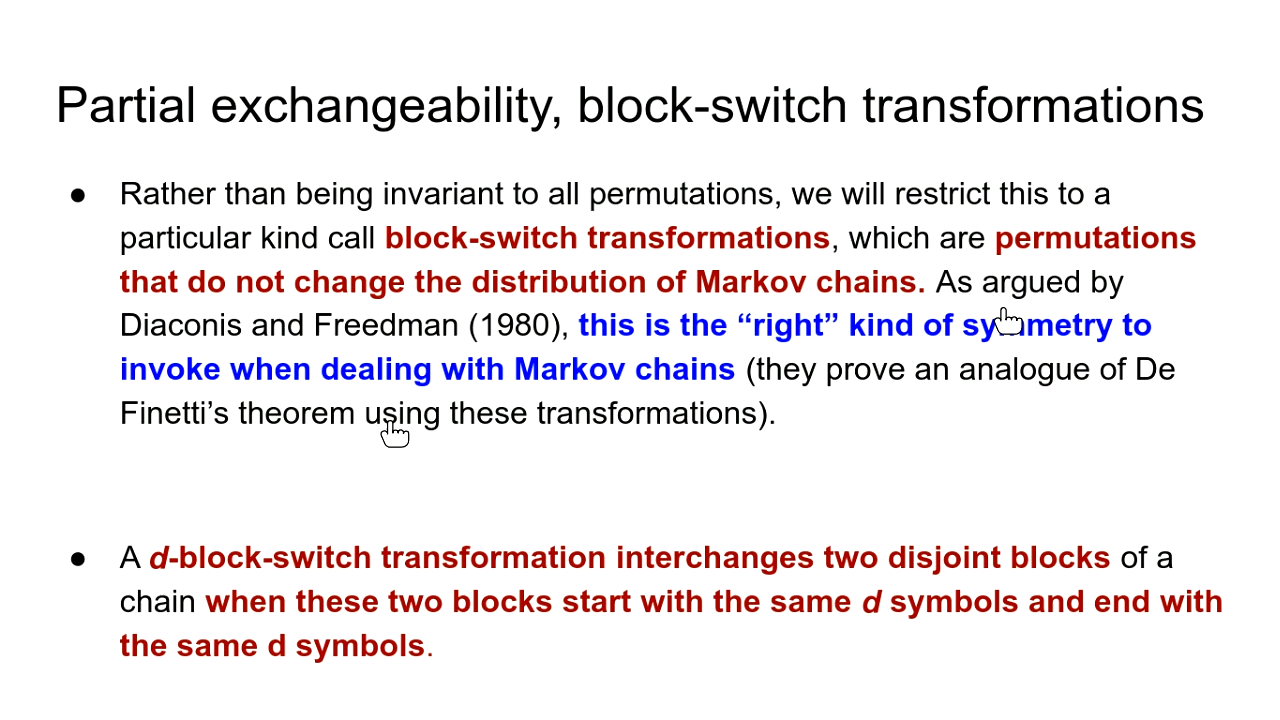 Partial exchangeability, block-switch transformations
● Rather than being invariant to all permutations, we will restrict this to a
particular kind call block-switch transformations, which are permutations
that do not change the distribution of Markov chains. As argued by
Diaconis and Freedman (1980), this is the “right” kind of symmetry to
invoke when dealing with Markov chains (they prove an analogue of De
Finetti’s theorem using these transformations).
● A d-block-switch transformation interchanges two disjoint blocks of a
chain when these two blocks start with the same d symbols and end with
the same d symbols.